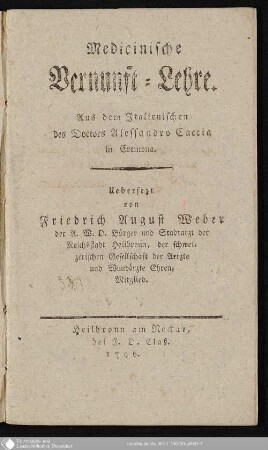 Medicinische
Vernunft-Lehre.
Aus dem Italienischen
des Doctors Alessandro Caccia
in Cremona.
Uebersezt
von
Friedrich August Weber
der A. W. D. Bürger und Stadtarzt der
Reichsstadt Heilbronn, der schwei-
zerischen Gesellschaft der Aerzte
und Wundärzte Ehren-
Mitglied.
Heilbronn am Neckar,
bei J. D. Claß.
1796.